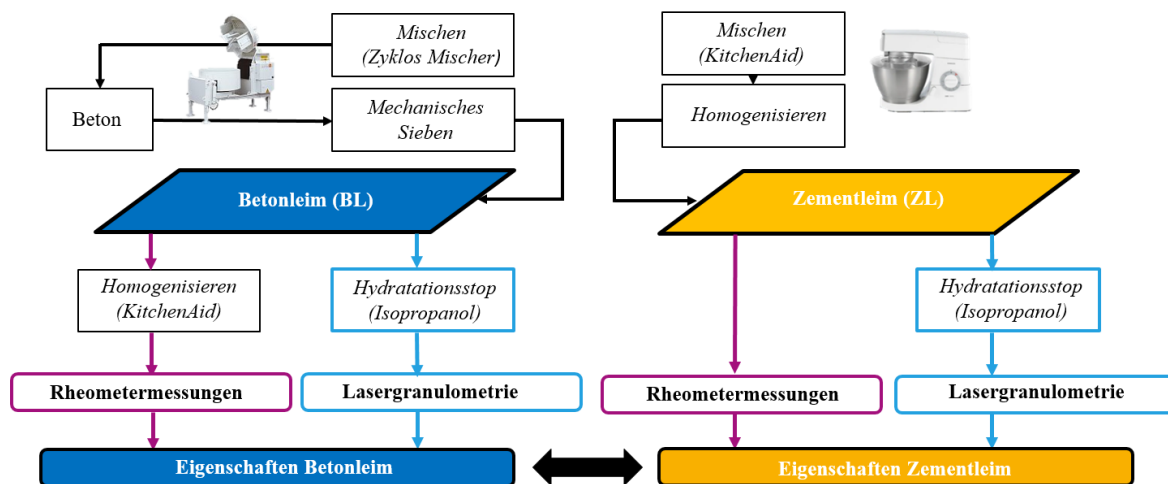 Mischen
(Zyklos Mischer)
Beton
Mechanisches
Sieben
Betonleim (BL)
Homogenisieren
(KitchenAid)
Hydratationsstop
(Isopropanol)
Rheometermessungen
Lasergranulometrie
Eigenschaften Betonleim
Mischen
(KitchenAid)
Homogenisieren
Zementleim (ZL)
Hydratationsstop
(Isopropanol)
Rheometermessungen
Lasergranulometrie
Eigenschaften Zementleim